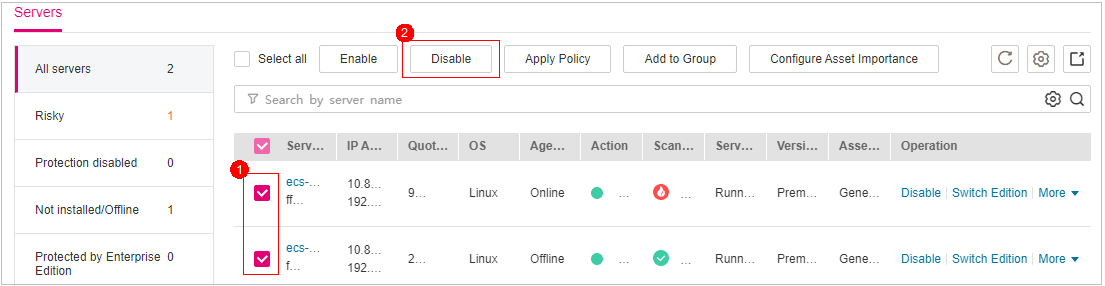 Servers
2
All servers 2
Select all Enable Disable Apply Policy Add to Group Configure Asset Importance
Risky 1
Search by server name
Protection disabled 0
Serv... IP A... Quot... OS Age... Action Scan... Serv... Versi... Asse... Operation
1
Not installed/Offline 1
ecs-... 10.8... 9... Linux Online ... ... Runn... Prem... Gene... Disable Switch Edition More
ff... 192....
Protected by Enterprise 0
Edition
ecs-... 10.8... 2... Linux Offline ... ... Runn... Prem... Gene... Disable Switch Edition More
f... 192....